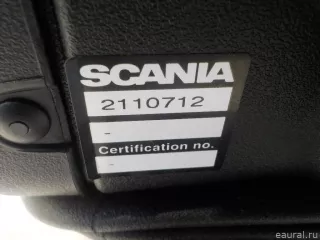 SCANIA
2110712
-
Certification no.
-
eaural.ru